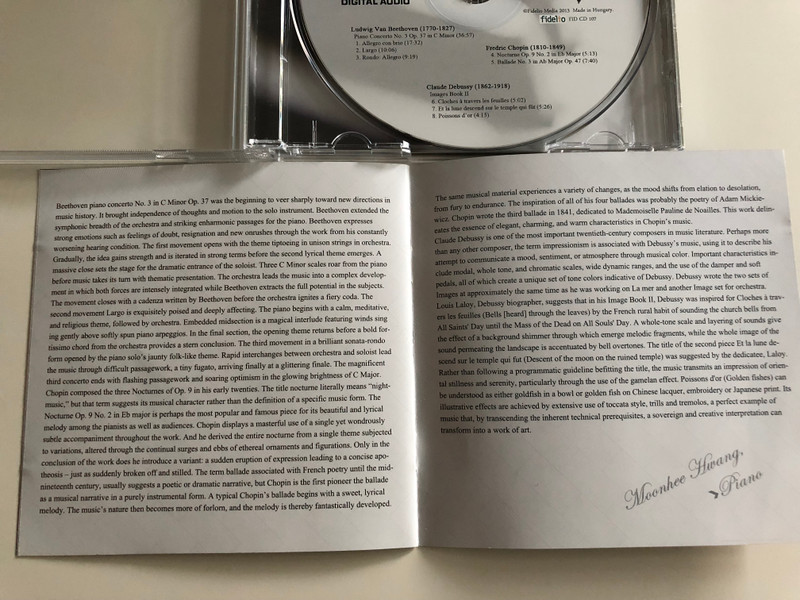 DIGITAL AUDIO
℗©Fidelio Media 2013 Made in Hungary.
fidelio FID CD 107
Ludwig Van Beethoven (1770-1827)
Piano Concerto No. 3 Op. 37 in C Minor (36:57)
1. Allegro con brio (17:32)
2. Largo (10:06)
3. Rondo: Allegro (9:19)
Fredric Chopin (1810-1849)
4. Nocturne Op. 9 No. 2 in Eb Major (5:13)
5. Ballade No. 3 in Ab Major Op. 47 (7:40)
Claude Debussy (1862-1918)
Images Book II
6. Cloches à travers les feuilles (5:02)
7. Et la lune descend sur le temple qui fût (5:26)
8. Poissons d'or (4:15)
Beethoven piano concerto No. 3 in C Minor Op. 37 was the beginning to veer sharply toward new directions in
music history. It brought independence of thoughts and motion to the solo instrument. Beethoven extended the
symphonic breadth of the orchestra and striking enharmonic passages for the piano. Beethoven expresses
strong emotions such as feelings of doubt, resignation and new onrushes through the work from his constantly
worsening hearing condition. The first movement opens with the theme tiptoeing in unison strings in orchestra.
Gradually, the idea gains strength and is iterated in strong terms before the second lyrical theme emerges. A
massive close sets the stage for the dramatic entrance of the soloist. Three C Minor scales roar from the piano
before music takes its turn with thematic presentation. The orchestra leads the music into a complex develop-
ment in which both forces are intensely integrated while Beethoven extracts the full potential in the subjects.
The movement closes with a cadenza written by Beethoven before the orchestra ignites a fiery coda. The
second movement Largo is exquisitely poised and deeply affecting. The piano begins with a calm, meditative,
and religious theme, followed by orchestra. Embedded midsection is a magical interlude featuring winds sing
ing gently above softly spun piano arpeggios. In the final section, the opening theme returns before a bold for-
tissimo chord from the orchestra provides a stern conclusion. The third movement in a brilliant sonata-rondo
form opened by the piano solo's jaunty folk-like theme. Rapid interchanges between orchestra and soloist lead
the music through difficult passagework, a tiny fugato, arriving finally at a glittering finale. The magnificent
third concerto ends with flashing passagework and soaring optimism in the glowing brightness of C Major.
Chopin composed the three Nocturnes of Op. 9 in his early twenties. The title nocturne literally means "night-
music," but that term suggests its musical character rather than the definition of a specific music form. The
Nocturne Op. 9 No. 2 in Eb major is perhaps the most popular and famous piece for its beautiful and lyrical
melody among the pianists as well as audiences. Chopin displays a masterful use of a single yet wondrously
subtle accompaniment throughout the work. And he derived the entire nocturne from a single theme subjected
to variations, altered through the continual surges and ebbs of ethereal ornaments and figurations. Only in the
conclusion of the work does he introduce a variant: a sudden eruption of expression leading to a concise apo-
theosis – just as suddenly broken off and stilled. The term ballade associated with French poetry until the mid-
nineteenth century, usually suggests a poetic or dramatic narrative, but Chopin is the first pioneer the ballade
as a musical narrative in a purely instrumental form. A typical Chopin's ballade begins with a sweet, lyrical
melody. The music's nature then becomes more of forlorn, and the melody is thereby fantastically developed.
The same musical material experiences a variety of changes, as the mood shifts from elation to desolation,
from fury to endurance. The inspiration of all of his four ballades was probably the poetry of Adam Mickie-
wicz. Chopin wrote the third ballade in 1841, dedicated to Mademoiselle Pauline de Noailles. This work delin-
eates the essence of elegant, charming, and warm characteristics in Chopin's music.
Claude Debussy is one of the most important twentieth-century composers in music literature. Perhaps more
than any other composer, the term impressionism is associated with Debussy's music, using it to describe his
attempt to communicate a mood, sentiment, or atmosphere through musical color. Important characteristics in-
clude modal, whole tone, and chromatic scales, wide dynamic ranges, and the use of the damper and soft
pedals, all of which create a unique set of tone colors indicative of Debussy. Debussy wrote the two sets of
Images at approximately the same time as he was working on La mer and another Image set for orchestra.
Louis Laloy, Debussy biographer, suggests that in his Image Book II, Debussy was inspired for Cloches à trav-
ers les feuilles (Bells [heard] through the leaves) by the French rural habit of sounding the church bells from
All Saints' Day until the Mass of the Dead on All Souls' Day. A whole-tone scale and layering of sounds give
the effect of a background shimmer through which emerge melodic fragments, while the whole image of the
sound permeating the landscape is accentuated by bell overtones. The title of the second piece Et la lune de-
scend sur le temple qui fut (Descent of the moon on the ruined temple) was suggested by the dedicatee, Laloy.
Rather than following a programmatic guideline befitting the title, the music transmits an impression of orien-
tal stillness and serenity, particularly through the use of the gamelan effect. Poissons d'or (Golden fishes) can
be understood as either goldfish in a bowl or golden fish on Chinese lacquer, embroidery or Japanese print. Its
illustrative effects are achieved by extensive use of toccata style, trills and tremolos, a perfect example of
music that, by transcending the inherent technical prerequisites, a sovereign and creative interpretation can
transform into a work of art.
Moonhee Hwang,
Piano